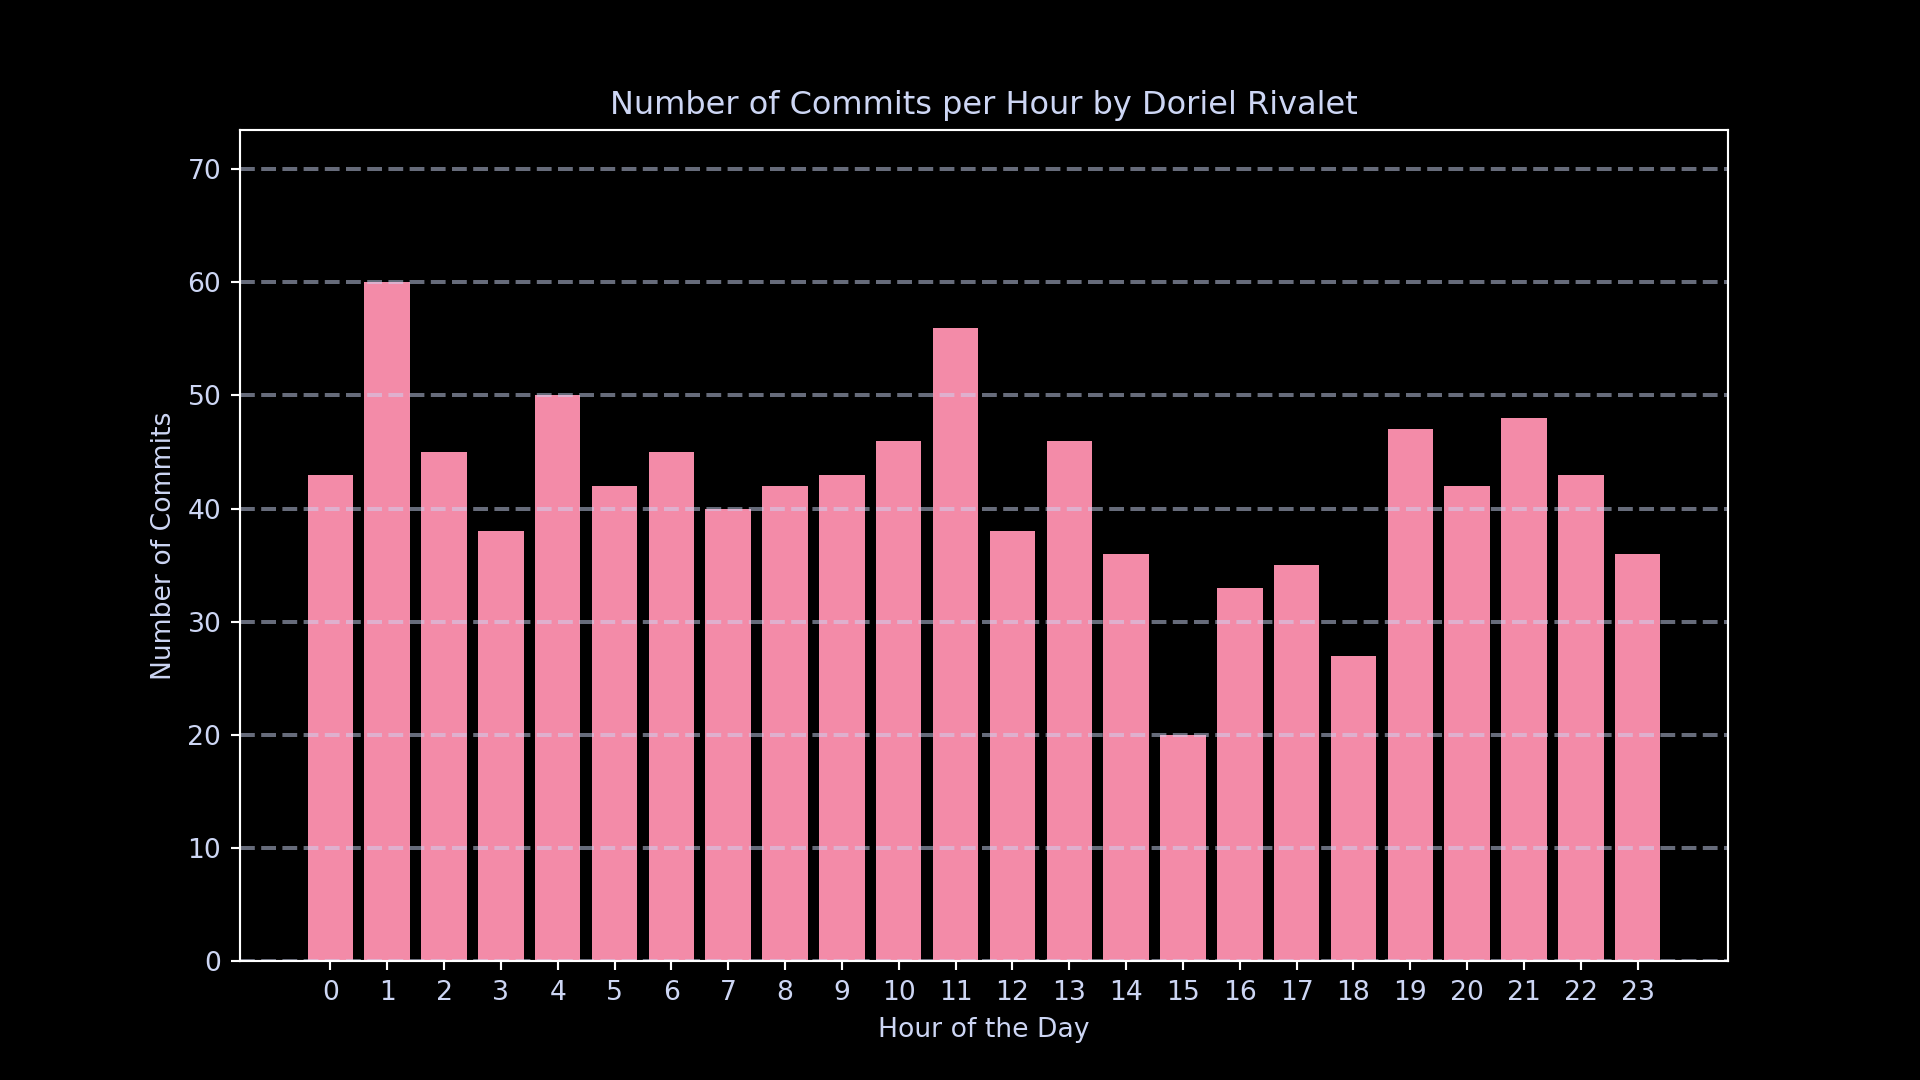 Number of Commits per Hour by Doriel Rivalet
70
60
50
40
30
20
10
0
Number of Commits
0 1 2 3 4 5 6 7 8 9 10 11 12 13 14 15 16 17 18 19 20 21 22 23
Hour of the Day